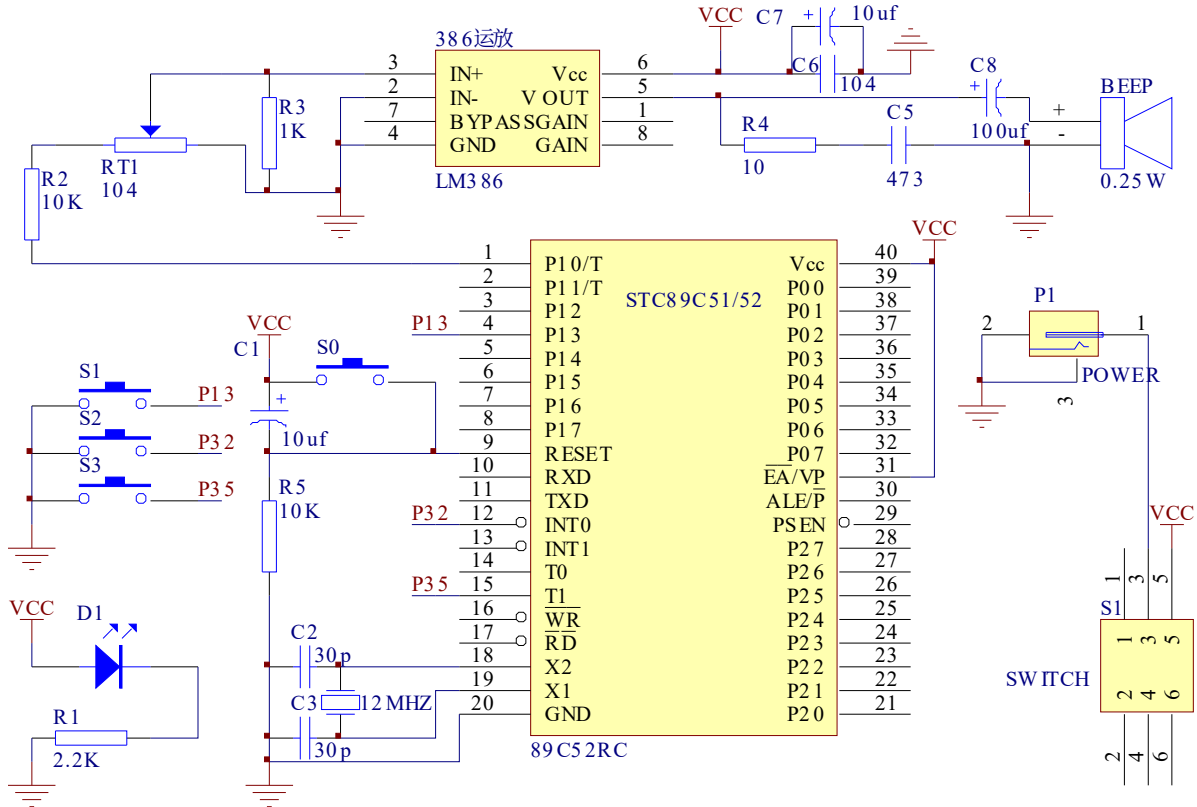 386运放
3 IN+ Vcc 6
2 IN- V OUT 5
7 BYPASSGAIN 1
4 GND GAIN 8
LM386
VCC
C7
+ 10uf
C6
104
C8
+
100uf
BEEP
+
-
0.25W
R4
10
C5
473
R3
1K
RT1
104
R2
10K
STC89C51/52
1 P10/T Vcc 40
2 P11/T P00 39
3 P12 P01 38
4 P13 P02 37
5 P14 P03 36
6 P15 P04 35
7 P16 P05 34
8 P17 P06 33
9 RESET P07 32
10 RXD EA/VP 31
11 TXD ALE/P 30
12 INT0 PSEN 29
13 INT1 P27 28
14 T0 P26 27
15 T1 P25 26
16 WR P24 25
17 RD P23 24
18 X2 P22 23
19 X1 P21 22
20 GND P20 21
89C52RC
VCC
P13
P32
P35
VCC
C1
+
10uf
S0
S1
P13
S2
P32
S3
P35
R5
10K
C2
30p
C3
30p
12MHZ
VCC
D1
R1
2.2K
P1
2 1
3
POWER
VCC
1 3 5
S1
1 3 5
SWITCH
2 4 6
2 4 6